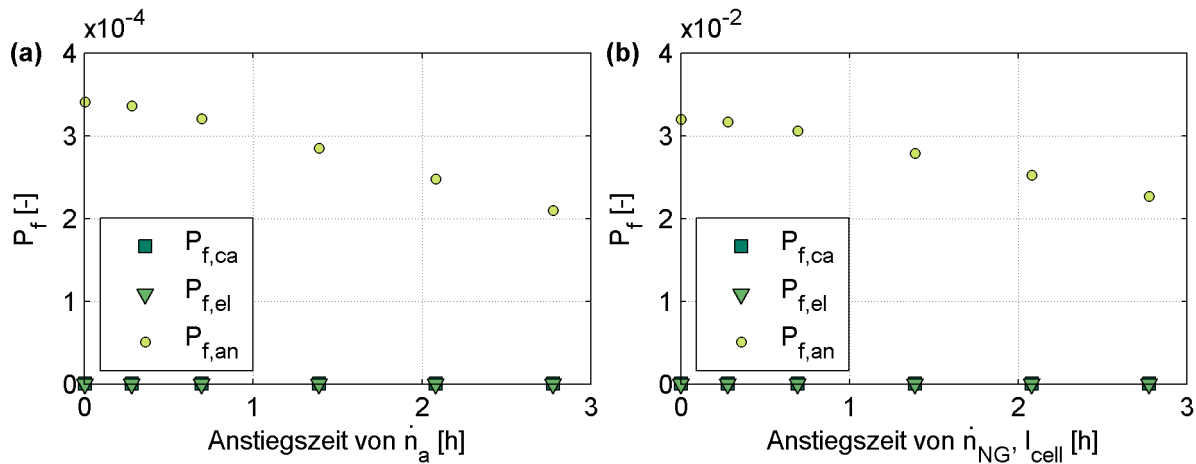 (a)
x10⁻⁴
4
3
2
1
0
P_f [-]
P_f,ca
P_f,el
P_f,an
0 1 2 3
Anstiegszeit von ṅ_a [h]
(b)
x10⁻²
4
3
2
1
0
P_f [-]
P_f,ca
P_f,el
P_f,an
0 1 2 3
Anstiegszeit von ṅ_NG, I_cell [h]